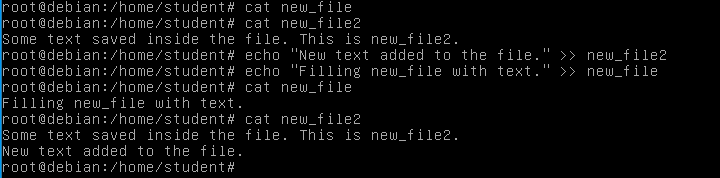 root@debian:/home/student# cat new_file
root@debian:/home/student# cat new_file2
Some text saved inside the file. This is new_file2.
root@debian:/home/student# echo "New text added to the file." >> new_file2
root@debian:/home/student# echo "Filling new_file with text." >> new_file
root@debian:/home/student# cat new_file
Filling new_file with text.
root@debian:/home/student# cat new_file2
Some text saved inside the file. This is new_file2.
New text added to the file.
root@debian:/home/student#